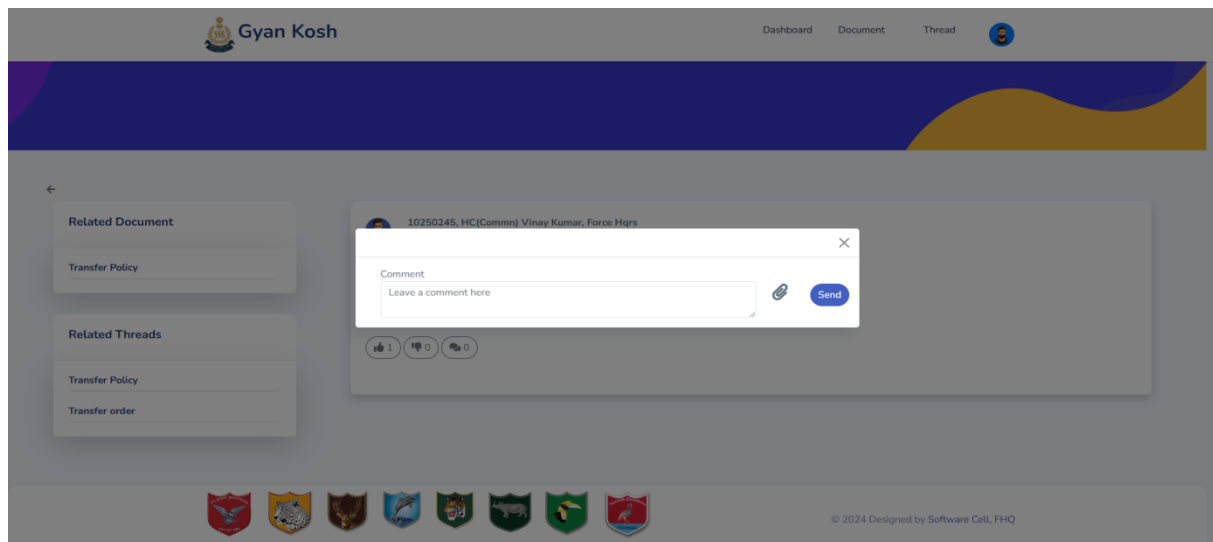 Gyan Kosh
Dashboard Document Thread
Related Document
Transfer Policy
Related Threads
Transfer Policy
Transfer order
10250245, HC(Commn) Vinay Kumar, Force Hqrs
Comment
Leave a comment here
Send
1 0 0
© 2024 Designed by Software Cell, FHQ